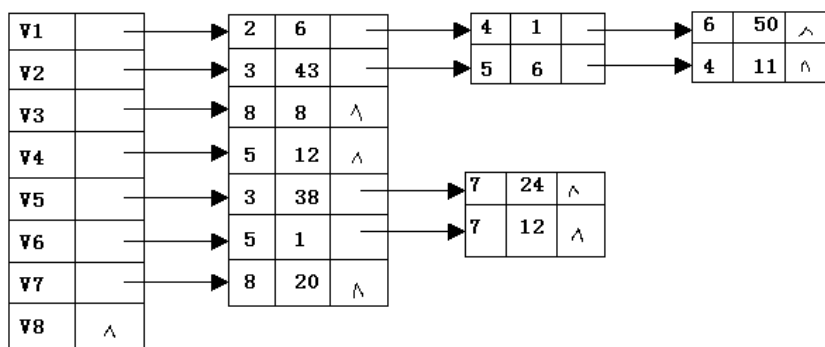 V1 2 6 4 1 6 50 ∧
V2 3 43 5 6 4 11 ∧
V3 8 8 ∧
V4 5 12 ∧
V5 3 38 7 24 ∧
V6 5 1 7 12 ∧
V7 8 20 ∧
V8 ∧